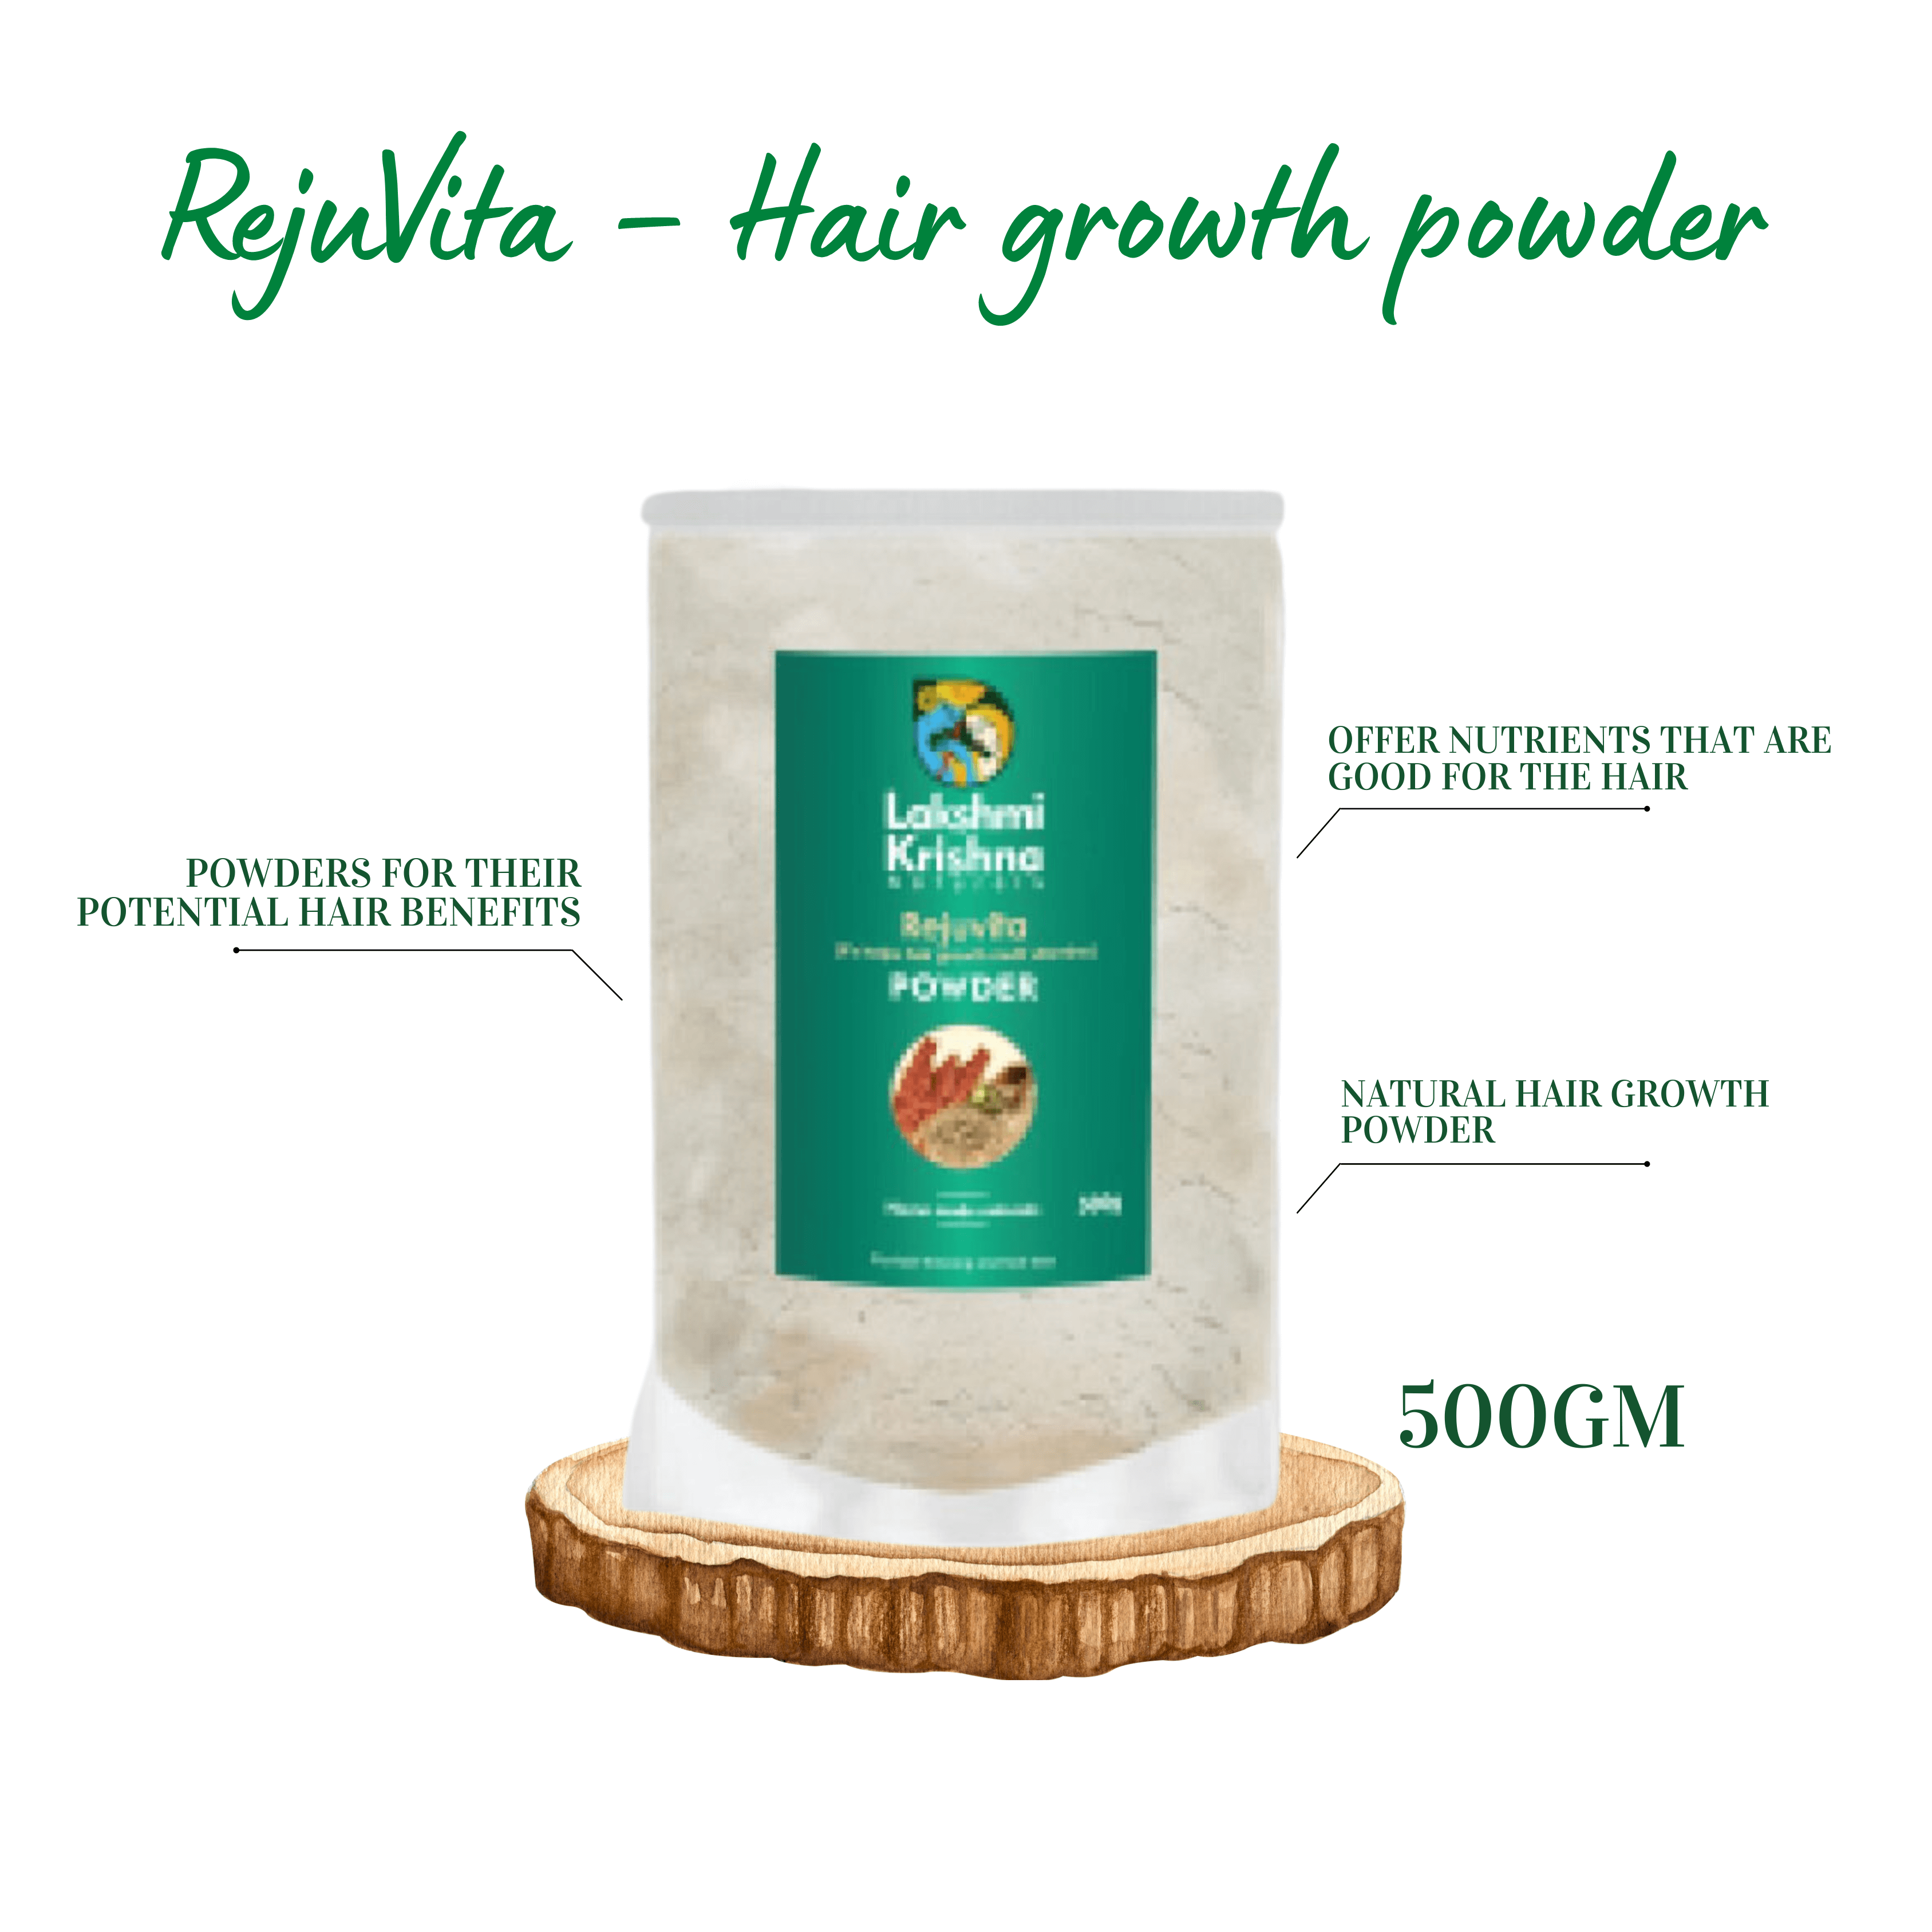 RejuVita - Hair growth powder
OFFER NUTRIENTS THAT ARE
GOOD FOR THE HAIR
POWDERS FOR THEIR
POTENTIAL HAIR BENEFITS
Lakshmi
Krishna
Rejuvita
POWDER
NATURAL HAIR GROWTH
POWDER
500g
500GM